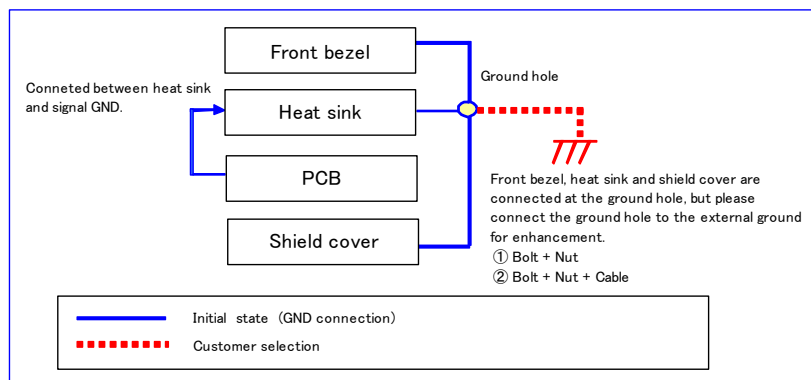 Front bezel
Ground hole
Conneted between heat sink
and signal GND.
Heat sink
PCB
Front bezel, heat sink and shield cover are
connected at the ground hole, but please
connect the ground hole to the external ground
for enhancement.
① Bolt + Nut
② Bolt + Nut + Cable
Shield cover
Initial state (GND connection)
Customer selection